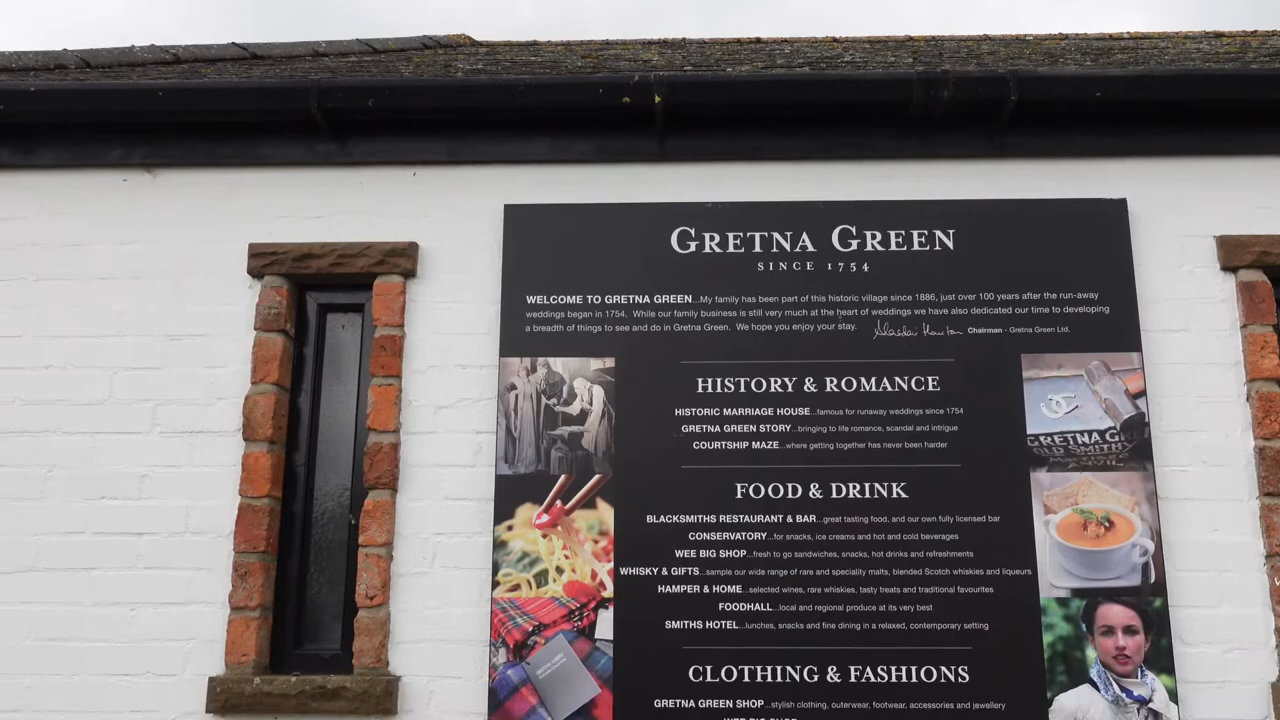 GRETNA GREEN
SINCE 1754
WELCOME TO GRETNA GREEN...My family has been part of this historic village since 1886, just over 100 years after the run-away
weddings began in 1754. While our family business is still very much at the heart of weddings we have also dedicated our time to developing
a breadth of things to see and do in Gretna Green. We hope you enjoy your stay. Chairman - Gretna Green Ltd.
HISTORY & ROMANCE
HISTORIC MARRIAGE HOUSE...famous for runaway weddings since 1754
GRETNA GREEN STORY...bringing to life romance, scandal and intrigue
COURTSHIP MAZE...where getting together has never been harder
GRETNA GR
OLD SMITHY
MARRIAGE
ANVIL
FOOD & DRINK
BLACKSMITHS RESTAURANT & BAR...great tasting food, and our own fully licensed bar
CONSERVATORY...for snacks, ice creams and hot and cold beverages
WEE BIG SHOP...fresh to go sandwiches, snacks, hot drinks and refreshments
WHISKY & GIFTS...sample our wide range of rare and speciality malts, blended Scotch whiskies and liqueurs
HAMPER & HOME...selected wines, rare whiskies, tasty treats and traditional favourites
FOODHALL...local and regional produce at its very best
SMITHS HOTEL...lunches, snacks and fine dining in a relaxed, contemporary setting
CLOTHING & FASHIONS
GRETNA GREEN SHOP...stylish clothing, outerwear, footwear, accessories and jewellery
WEE BIG SHOP